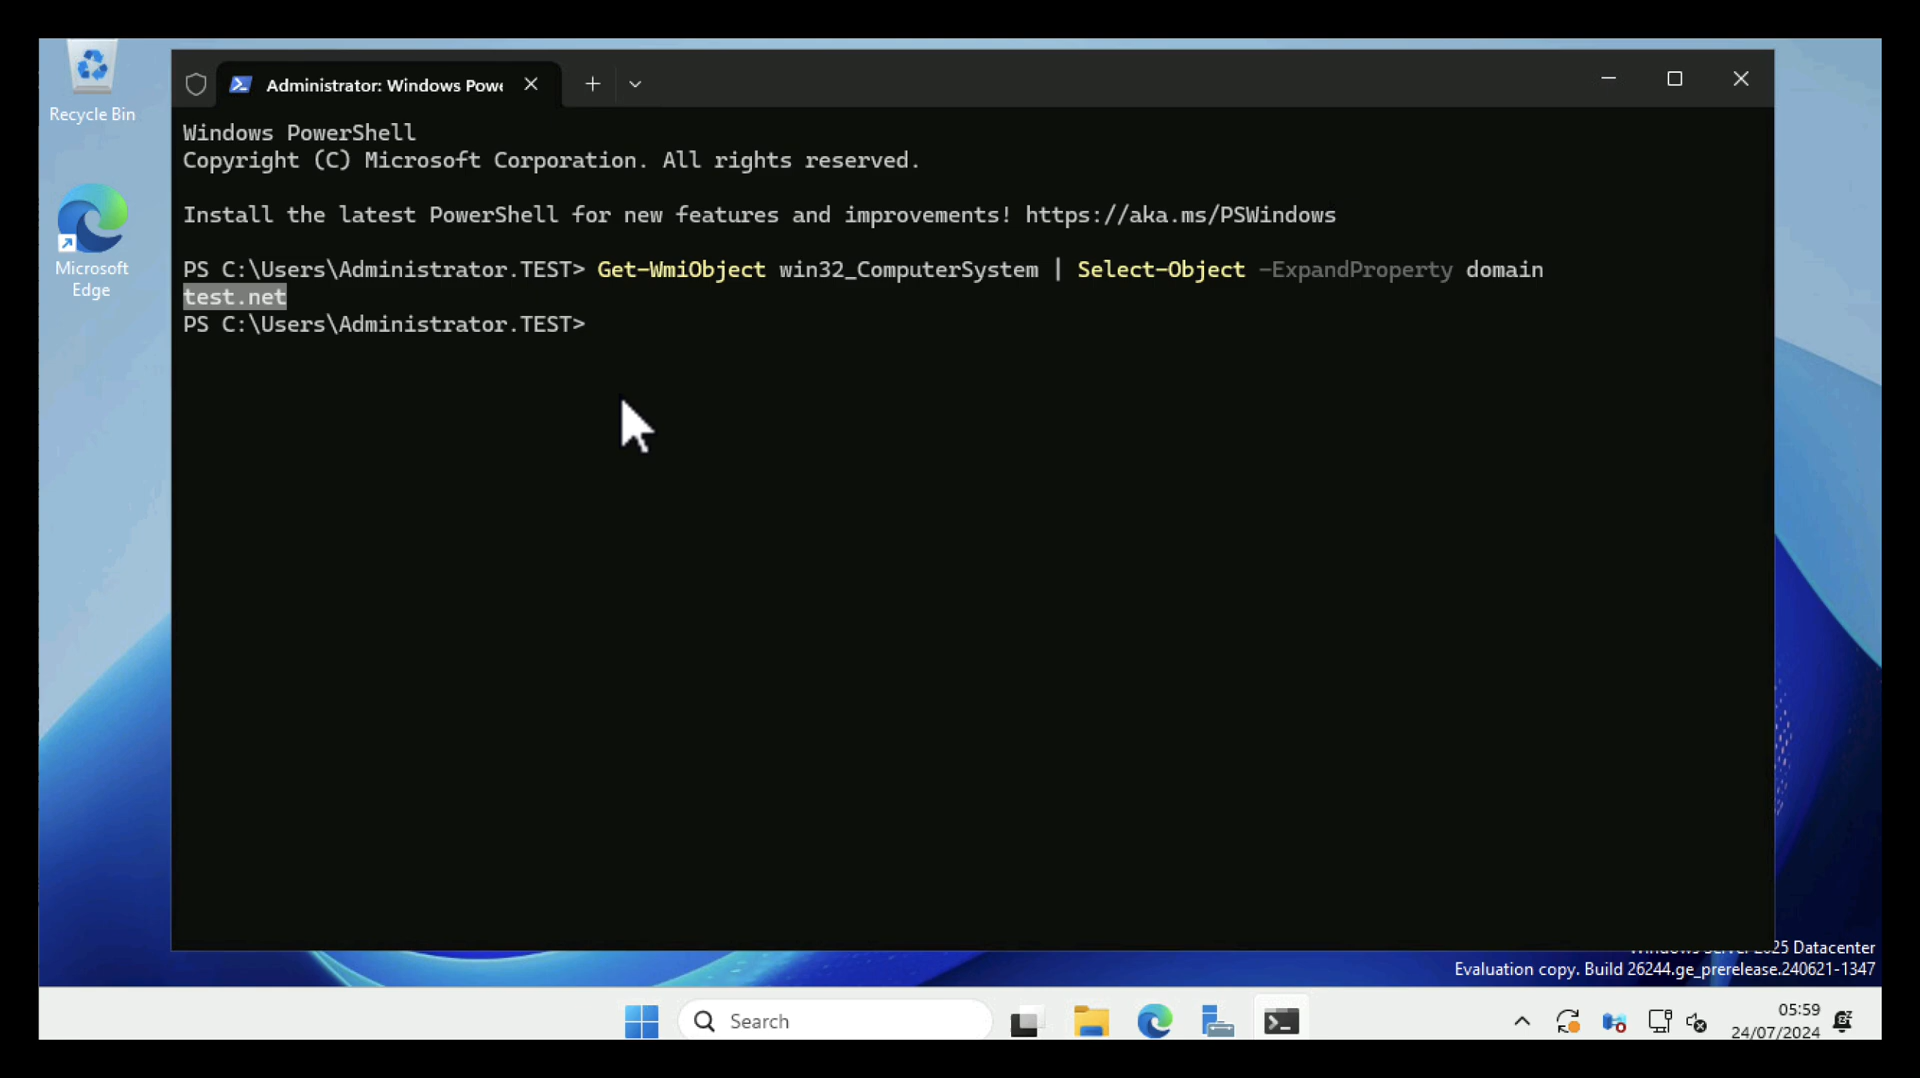 Recycle Bin
Microsoft
Edge
Administrator: Windows Powe
Windows PowerShell
Copyright (C) Microsoft Corporation. All rights reserved.
Install the latest PowerShell for new features and improvements! https://aka.ms/PSWindows
PS C:\Users\Administrator.TEST> Get-WmiObject win32_ComputerSystem | Select-Object -ExpandProperty domain
test.net
PS C:\Users\Administrator.TEST>
Windows Server 2025 Datacenter
Evaluation copy. Build 26244.ge_prerelease.240621-1347
Search
05:59
24/07/2024